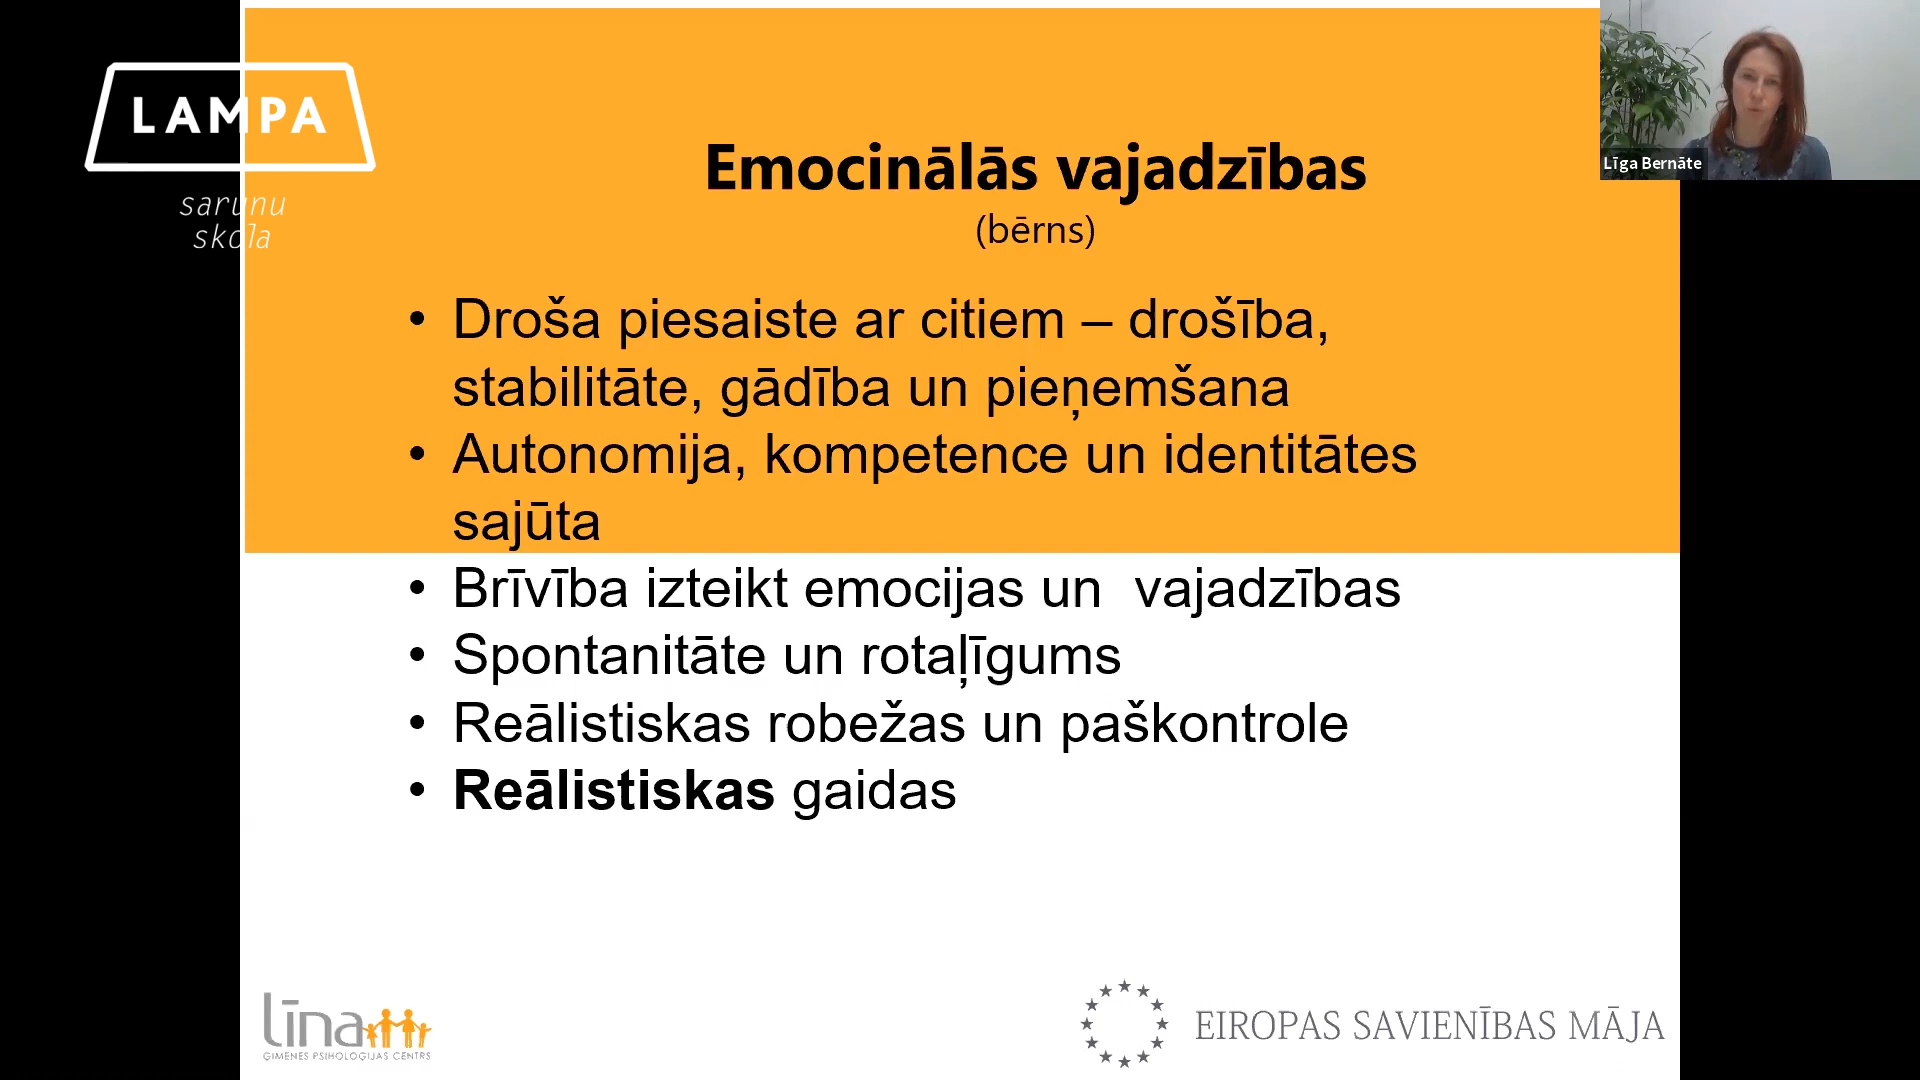 LAMPA
sarunu
skola
Līga Bernāte
Emocinālās vajadzības
(bērns)
• Droša piesaiste ar citiem – drošība,
stabilitāte, gādība un pieņemšana
• Autonomija, kompetence un identitātes
sajūta
• Brīvība izteikt emocijas un  vajadzības
• Spontanitāte un rotaļīgums
• Reālistiskas robežas un paškontrole
• Reālistiskas gaidas
līna
ĢIMENES PSIHOLOĢIJAS CENTRS
EIROPAS SAVIENĪBAS MĀJA